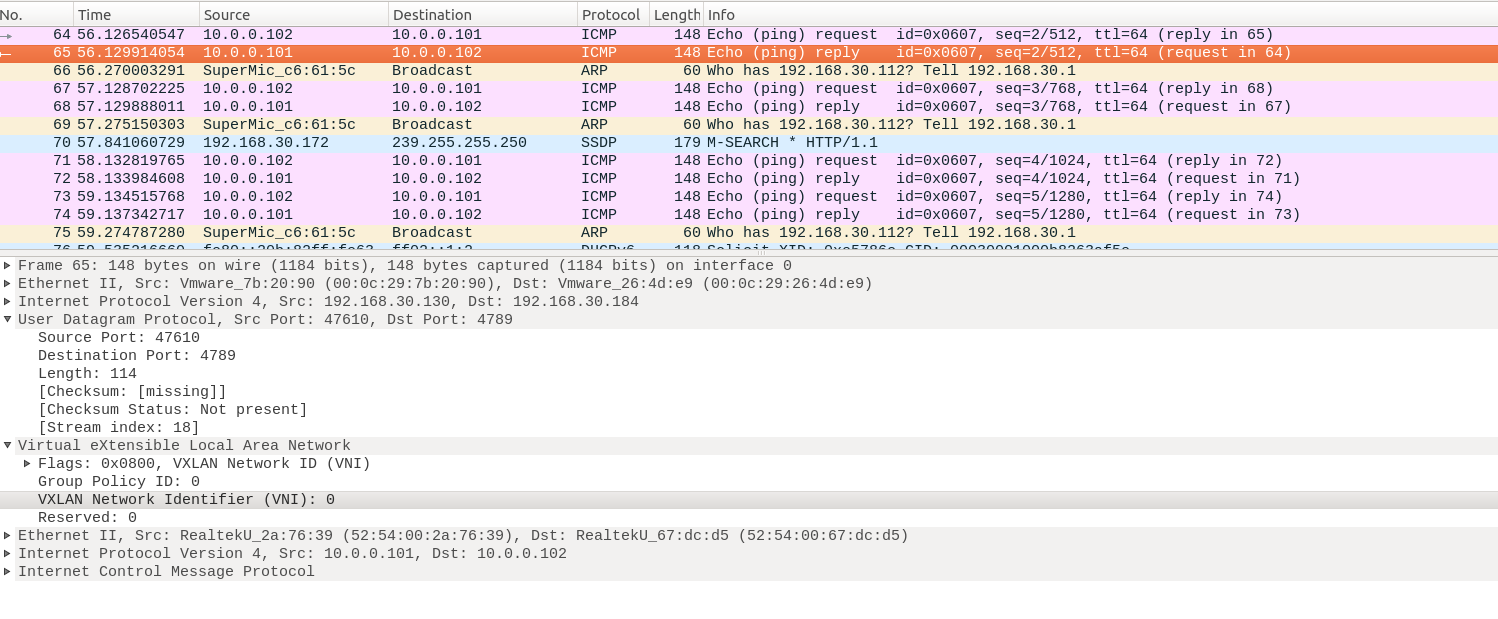 No. Time Source Destination Protocol Length Info
64 56.126540547 10.0.0.102 10.0.0.101 ICMP 148 Echo (ping) request id=0x0607, seq=2/512, ttl=64 (reply in 65)
65 56.129914054 10.0.0.101 10.0.0.102 ICMP 148 Echo (ping) reply id=0x0607, seq=2/512, ttl=64 (request in 64)
66 56.270003291 SuperMic_c6:61:5c Broadcast ARP 60 Who has 192.168.30.112? Tell 192.168.30.1
67 57.128702225 10.0.0.102 10.0.0.101 ICMP 148 Echo (ping) request id=0x0607, seq=3/768, ttl=64 (reply in 68)
68 57.129888011 10.0.0.101 10.0.0.102 ICMP 148 Echo (ping) reply id=0x0607, seq=3/768, ttl=64 (request in 67)
69 57.275150303 SuperMic_c6:61:5c Broadcast ARP 60 Who has 192.168.30.112? Tell 192.168.30.1
70 57.841060729 192.168.30.172 239.255.255.250 SSDP 179 M-SEARCH * HTTP/1.1
71 58.132819765 10.0.0.102 10.0.0.101 ICMP 148 Echo (ping) request id=0x0607, seq=4/1024, ttl=64 (reply in 72)
72 58.133984608 10.0.0.101 10.0.0.102 ICMP 148 Echo (ping) reply id=0x0607, seq=4/1024, ttl=64 (request in 71)
73 59.134515768 10.0.0.102 10.0.0.101 ICMP 148 Echo (ping) request id=0x0607, seq=5/1280, ttl=64 (reply in 74)
74 59.137342717 10.0.0.101 10.0.0.102 ICMP 148 Echo (ping) reply id=0x0607, seq=5/1280, ttl=64 (request in 73)
75 59.274787280 SuperMic_c6:61:5c Broadcast ARP 60 Who has 192.168.30.112? Tell 192.168.30.1
Frame 65: 148 bytes on wire (1184 bits), 148 bytes captured (1184 bits) on interface 0
Ethernet II, Src: Vmware_7b:20:90 (00:0c:29:7b:20:90), Dst: Vmware_26:4d:e9 (00:0c:29:26:4d:e9)
Internet Protocol Version 4, Src: 192.168.30.130, Dst: 192.168.30.184
User Datagram Protocol, Src Port: 47610, Dst Port: 4789
Source Port: 47610
Destination Port: 4789
Length: 114
[Checksum: [missing]]
[Checksum Status: Not present]
[Stream index: 18]
Virtual eXtensible Local Area Network
Flags: 0x0800, VXLAN Network ID (VNI)
Group Policy ID: 0
VXLAN Network Identifier (VNI): 0
Reserved: 0
Ethernet II, Src: RealtekU_2a:76:39 (52:54:00:2a:76:39), Dst: RealtekU_67:dc:d5 (52:54:00:67:dc:d5)
Internet Protocol Version 4, Src: 10.0.0.101, Dst: 10.0.0.102
Internet Control Message Protocol